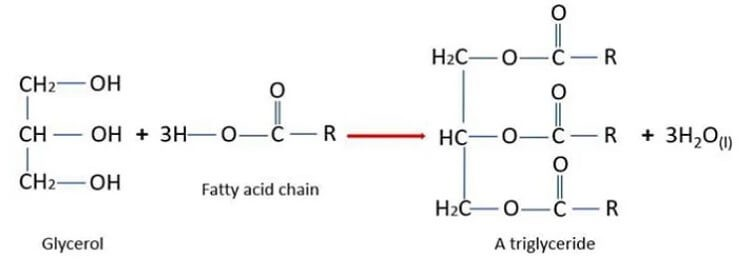 O O
H₂C—O—C—R
CH₂—OH
O O
CH—OH + 3H—O—C—R HC—O—C—R + 3H₂O(l)
O
CH₂—OH
Fatty acid chain
H₂C—O—C—R
Glycerol A triglyceride